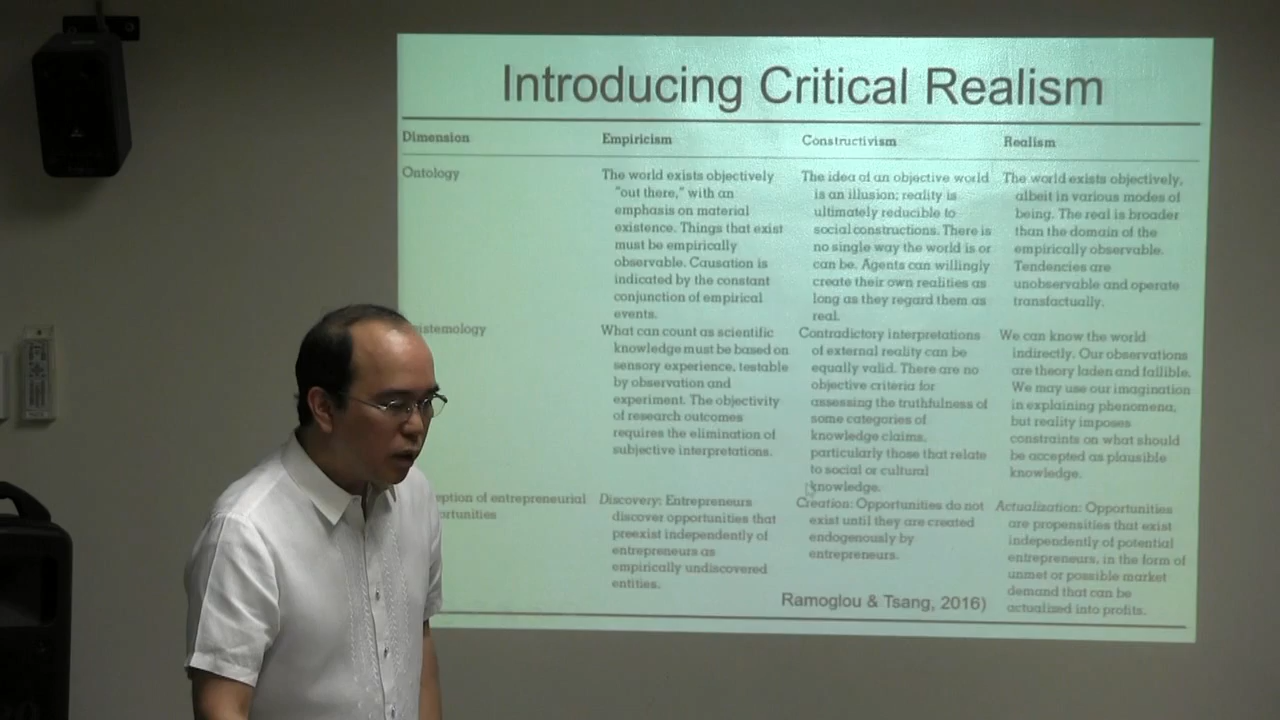 Introducing Critical Realism
Dimension
Empiricism
Constructivism
Realism
Ontology
The world exists objectively
"out there," with an
emphasis on material
existence. Things that exist
must be empirically
observable. Causation is
indicated by the constant
conjunction of empirical
events.
The idea of an objective world
is an illusion; reality is
ultimately reducible to
social constructions. There is
no single way the world is or
can be. Agents can willingly
create their own realities as
long as they regard them as
real.
The world exists objectively,
albeit in various modes of
being. The real is broader
than the domain of the
empirically observable.
Tendencies are
unobservable and operate
transfactually.
istemology
What can count as scientific
knowledge must be based on
sensory experience, testable
by observation and
experiment. The objectivity
of research outcomes
requires the elimination of
subjective interpretations.
Contradictory interpretations
of external reality can be
equally valid. There are no
objective criteria for
assessing the truthfulness of
some categories of
knowledge claims,
particularly those that relate
to social or cultural
knowledge.
We can know the world
indirectly. Our observations
are theory laden and fallible.
We may use our imagination
in explaining phenomena,
but reality imposes
constraints on what should
be accepted as plausible
knowledge.
eption of entrepreneurial
ortunities
Discovery: Entrepreneurs
discover opportunities that
preexist independently of
entrepreneurs as
empirically undiscovered
entities.
Creation: Opportunities do not
exist until they are created
endogenously by
entrepreneurs.
Actualization: Opportunities
are propensities that exist
independently of potential
entrepreneurs, in the form of
unmet or possible market
demand that can be
actualized into profits.
Ramoglou & Tsang, 2016)